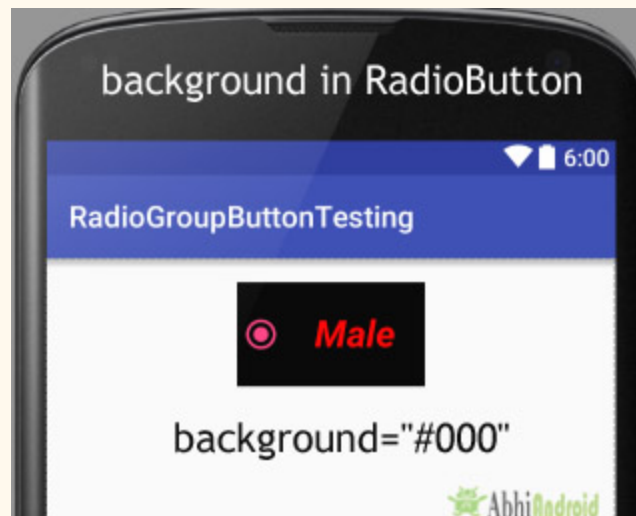 background in RadioButton
6:00
RadioGroupButtonTesting
Male
background="#000"
AbhiAndroid